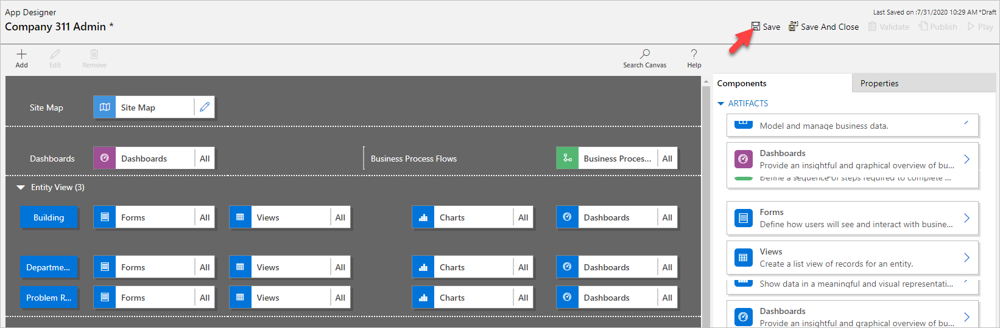 App Designer
Last Saved on :7/31/2020 10:29 AM *Draft
Company 311 Admin *
Save
Save And Close
Validate
Publish
Play
Add
Edit
Remove
Search Canvas
Help
Components
Properties
ARTIFACTS
Site Map
Site Map
Model and manage business data.
Dashboards
Dashboards
All
Business Process Flows
Business Proces...
All
Dashboards
Provide an insightful and graphical overview of bu...
Define a sequence of steps required to complete ...
Entity View (3)
Building
Forms
All
Views
All
Charts
All
Dashboards
All
Forms
Define how users will see and interact with busine...
Departme...
Forms
All
Views
All
Charts
All
Dashboards
All
Views
Create a list view of records for an entity.
Show data in a meaningful and visual representati...
Problem R...
Forms
All
Views
All
Charts
All
Dashboards
All
Dashboards
Provide an insightful and graphical overview of bu...